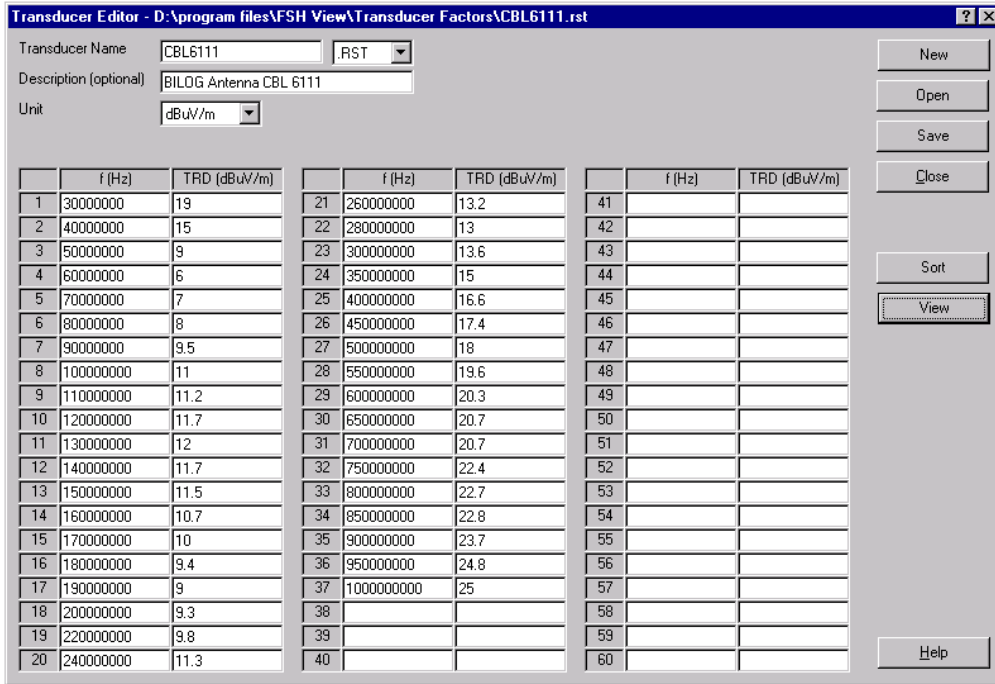 Transducer Editor - D:\program files\FSH View\Transducer Factors\CBL6111.rst
Transducer Name CBL6111 .RST
Description (optional) BILOG Antenna CBL 6111
Unit dBuV/m
New
Open
Save
Close
Sort
View
Help
f (Hz) TRD (dBuV/m) f (Hz) TRD (dBuV/m) f (Hz) TRD (dBuV/m)
1 30000000 19 21 260000000 13.2 41
2 40000000 15 22 280000000 13 42
3 50000000 9 23 300000000 13.6 43
4 60000000 6 24 350000000 15 44
5 70000000 7 25 400000000 16.6 45
6 80000000 8 26 450000000 17.4 46
7 90000000 9.5 27 500000000 18 47
8 100000000 11 28 550000000 19.6 48
9 110000000 11.2 29 600000000 20.3 49
10 120000000 11.7 30 650000000 20.7 50
11 130000000 12 31 700000000 20.7 51
12 140000000 11.7 32 750000000 22.4 52
13 150000000 11.5 33 800000000 22.7 53
14 160000000 10.7 34 850000000 22.8 54
15 170000000 10 35 900000000 23.7 55
16 180000000 9.4 36 950000000 24.8 56
17 190000000 9 37 1000000000 25 57
18 200000000 9.3 38 58
19 220000000 9.8 39 59
20 240000000 11.3 40 60